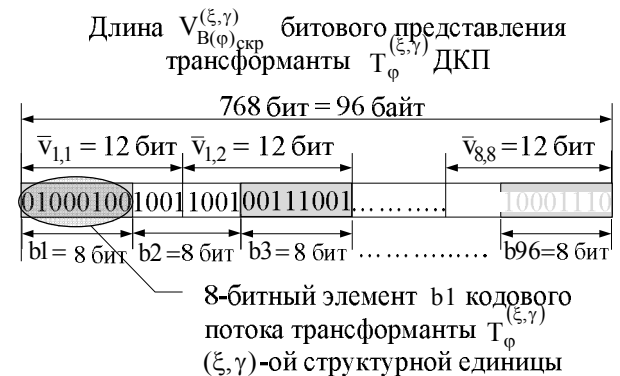 Длина V_{B(φ)скр}^{(ξ,γ)} битового представления
трансформанты T_φ^{(ξ,γ)} ДКП
768 бит = 96 байт
v̅_{1,1} = 12 бит v̅_{1,2} = 12 бит v̅_{8,8} =12 бит
01000100 1001 1001 00111001 ........... 10001110
b1= 8 бит b2 =8 бит b3 =8 бит ............. b96=8 бит
8-битный элемент b1 кодового
потока трансформанты T_φ^{(ξ,γ)}
(ξ,γ)-ой структурной единицы